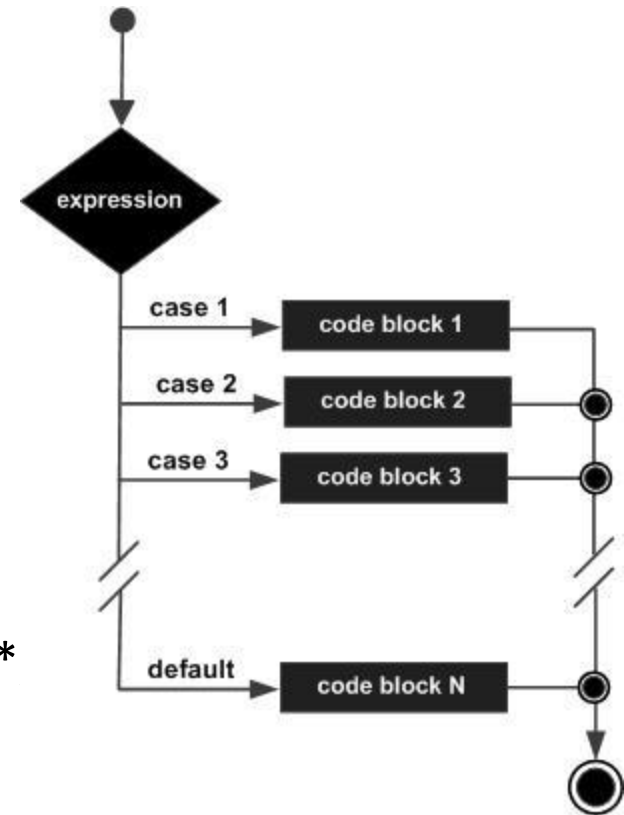 expression
case 1
code block 1
case 2
code block 2
case 3
code block 3
*
default
code block N